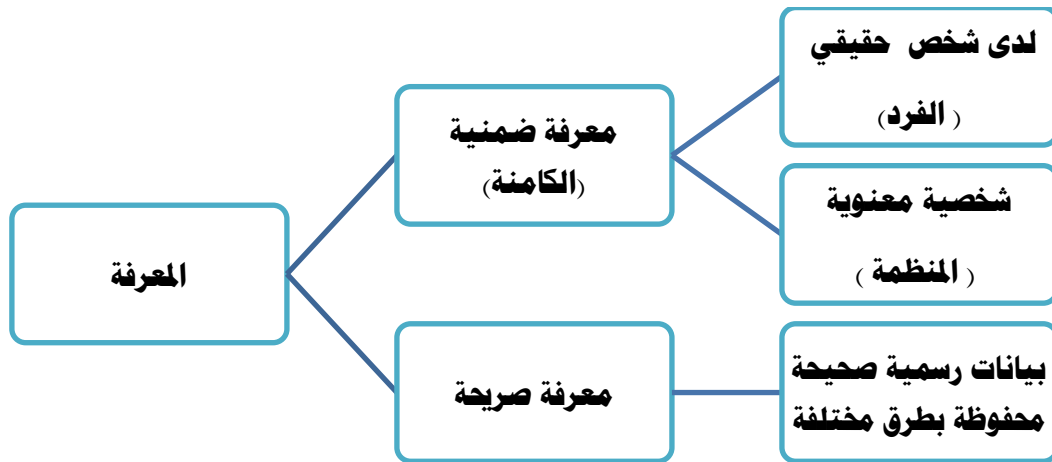 المعرفة
معرفة ضمنية
(الكامنة)
لدى شخص حقيقي
( الفرد)
شخصية معنوية
( المنظمة )
معرفة صريحة
بيانات رسمية صحيحة
محفوظة بطرق مختلفة